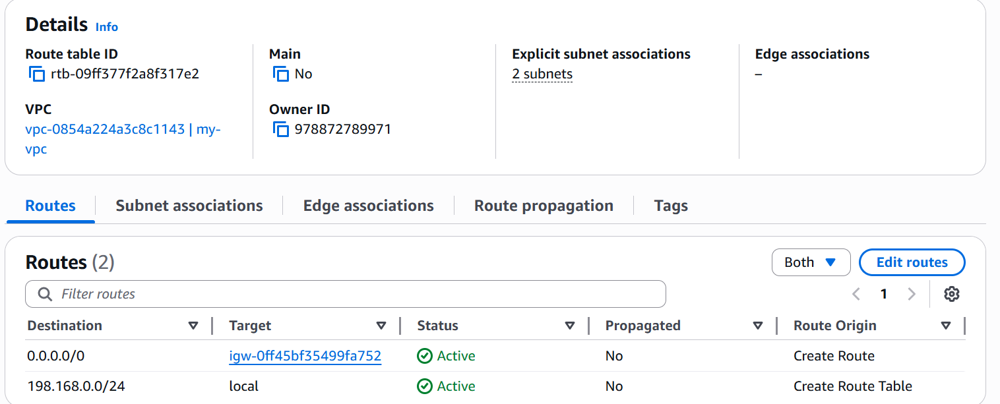 Details Info
Route table ID
rtb-09ff377f2a8f317e2
Main
No
Explicit subnet associations
2 subnets
Edge associations
–
VPC
vpc-0854a224a3c8c1143 | my-
vpc
Owner ID
978872789971
Routes Subnet associations Edge associations Route propagation Tags
Routes (2)
Both Edit routes
Filter routes
1
Destination Target Status Propagated Route Origin
0.0.0.0/0 igw-0ff45bf35499fa752 Active No Create Route
198.168.0.0/24 local Active No Create Route Table